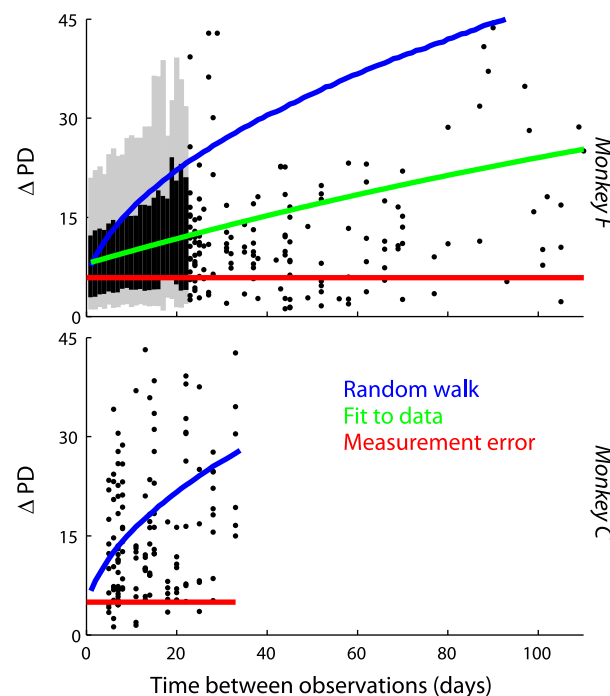 45
30
15
0
Δ PD
45
30
15
0
Δ PD
Random walk
Fit to data
Measurement error
Monkey C
0
20
40
60
80
100
Time between observations (days)